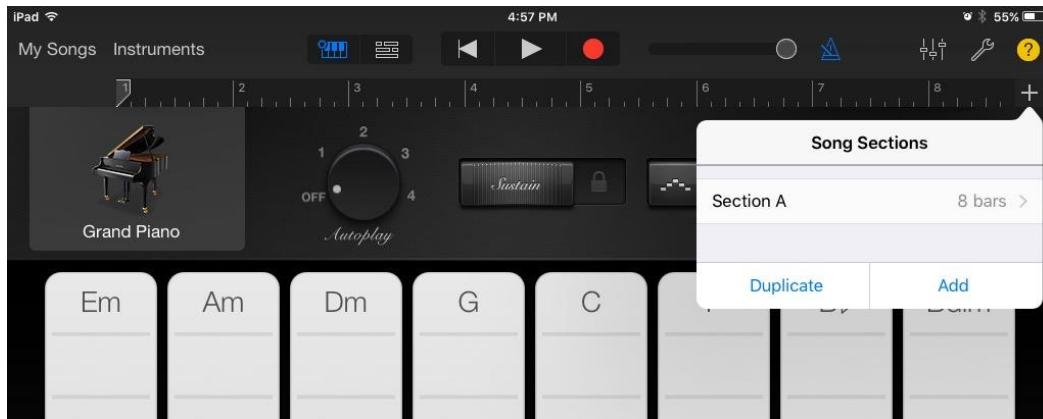 iPad 4:57 PM 55%
My Songs Instruments ?
1 2 3 4 5 6 7 8 +
Song Sections
Section A 8 bars >
Duplicate Add
Grand Piano
OFF 1 2 3 4
Autoplay
Sustain
Em Am Dm G C